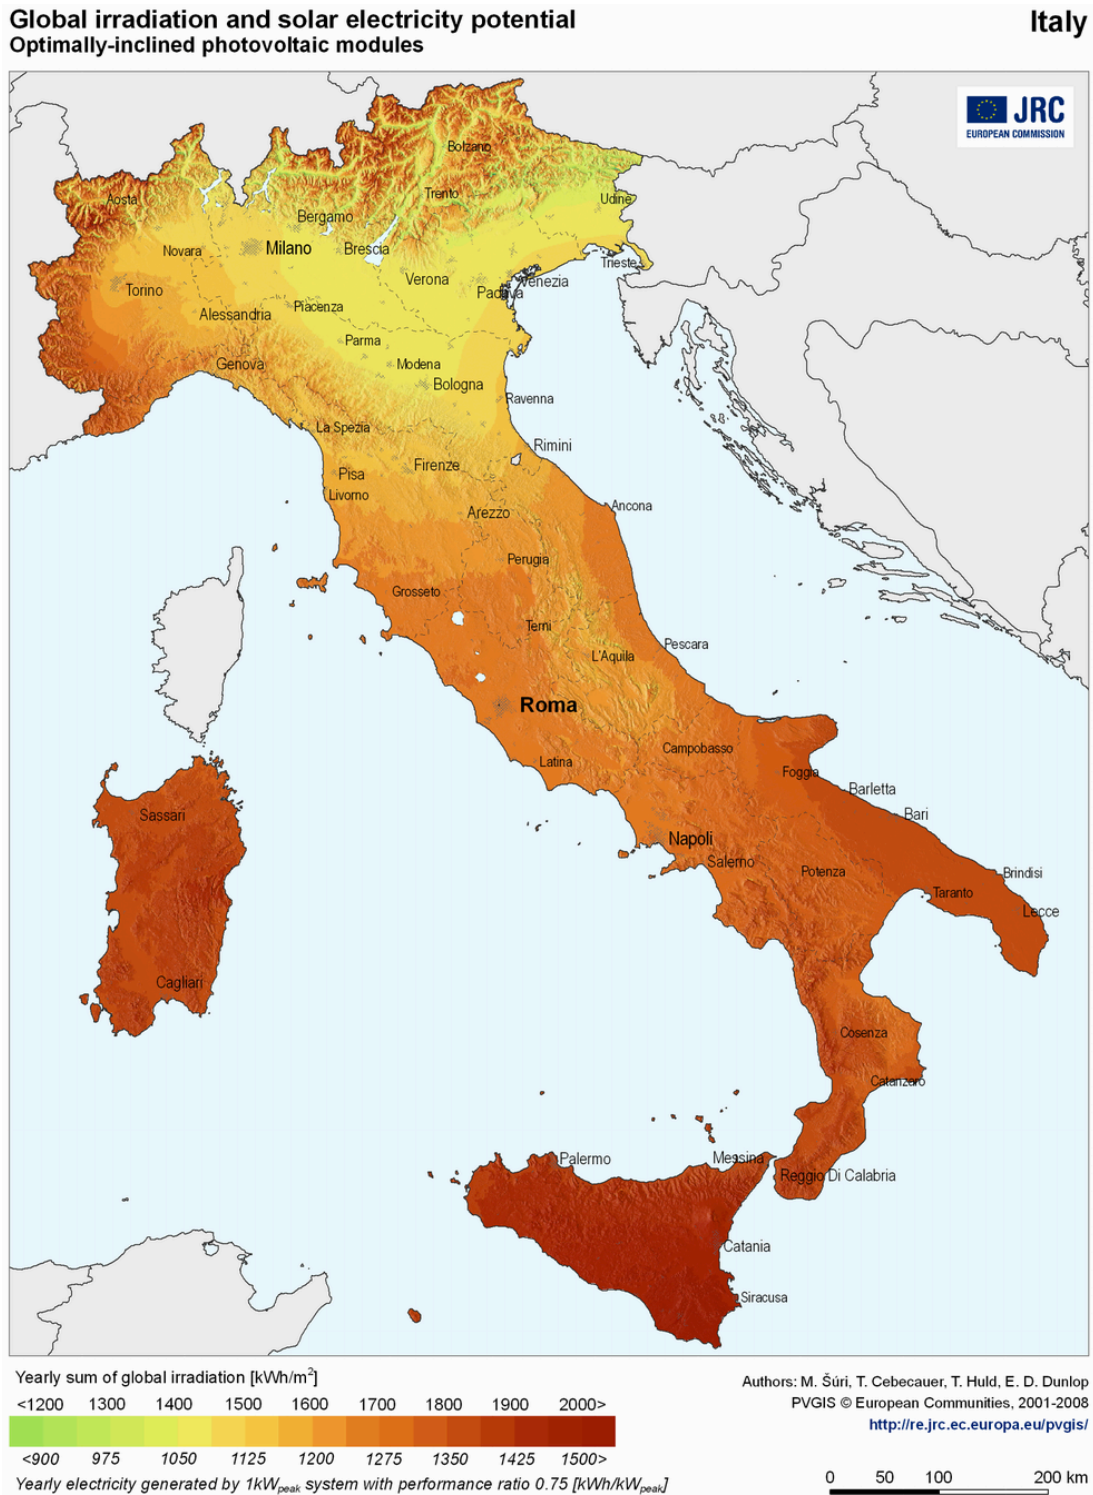 Global irradiation and solar electricity potential
Optimally-inclined photovoltaic modules
Italy
JRC
EUROPEAN COMMISSION
Bolzano
Aosta
Trento
Udine
Bergamo
Novara
Milano
Brescia
Trieste
Verona
Venezia
Torino
Padova
Piacenza
Alessandria
Parma
Genova
Modena
Bologna
Ravenna
La Spezia
Rimini
Firenze
Pisa
Livorno
Ancona
Arezzo
Perugia
Grosseto
Terni
Pescara
L'Aquila
Roma
Campobasso
Latina
Foggia
Barletta
Sassari
Bari
Napoli
Salerno
Potenza
Brindisi
Taranto
Lecce
Cagliari
Cosenza
Catanzaro
Palermo
Messina
Reggio Di Calabria
Catania
Siracusa
Yearly sum of global irradiation [kWh/m²]
<1200 1300 1400 1500 1600 1700 1800 1900 2000>
<900 975 1050 1125 1200 1275 1350 1425 1500>
Yearly electricity generated by 1kWpeak system with performance ratio 0.75 [kWh/kWpeak]
Authors: M. Šúri, T. Cebecauer, T. Huld, E. D. Dunlop
PVGIS © European Communities, 2001-2008
http://re.jrc.ec.europa.eu/pvgis/
0 50 100 200 km